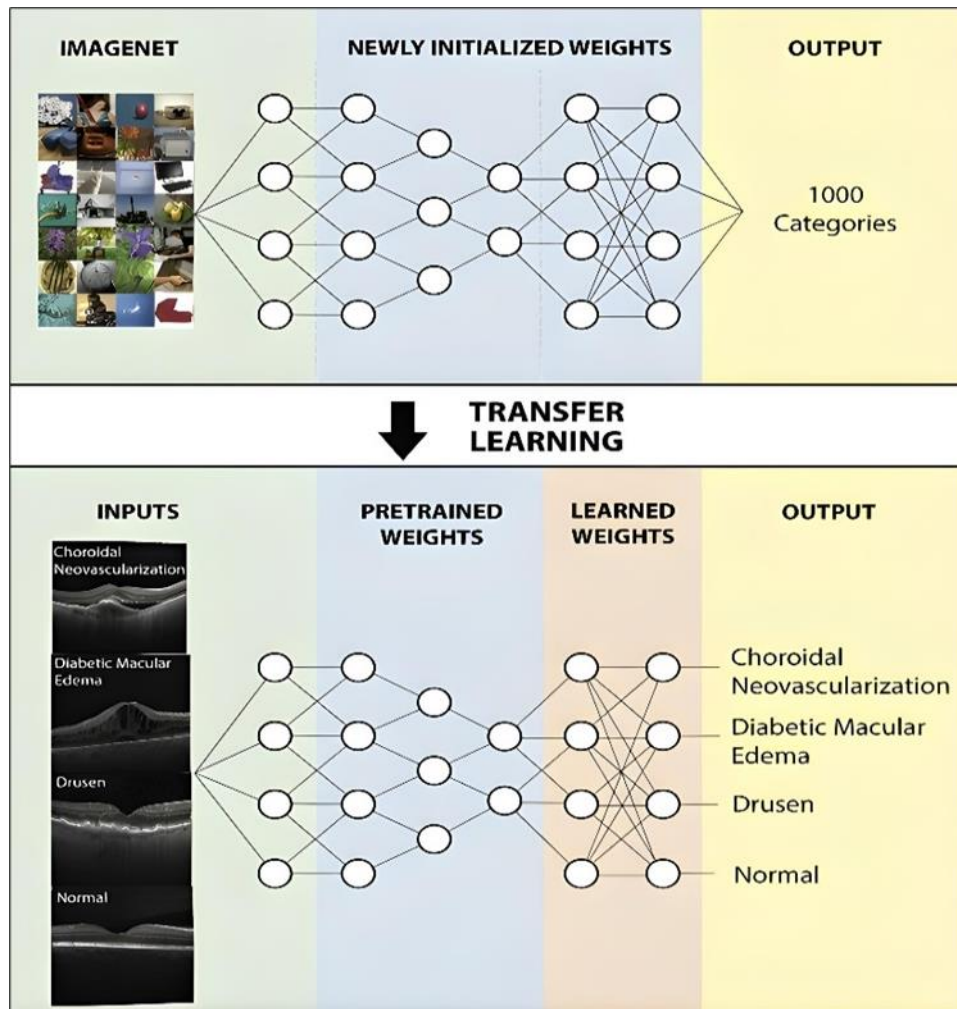 IMAGENET
NEWLY INITIALIZED WEIGHTS
OUTPUT
1000
Categories
TRANSFER
LEARNING
INPUTS
PRETRAINED
WEIGHTS
LEARNED
WEIGHTS
OUTPUT
Choroidal
Neovascularization
Diabetic Macular
Edema
Drusen
Normal
Choroidal
Neovascularization
Diabetic Macular
Edema
Drusen
Normal